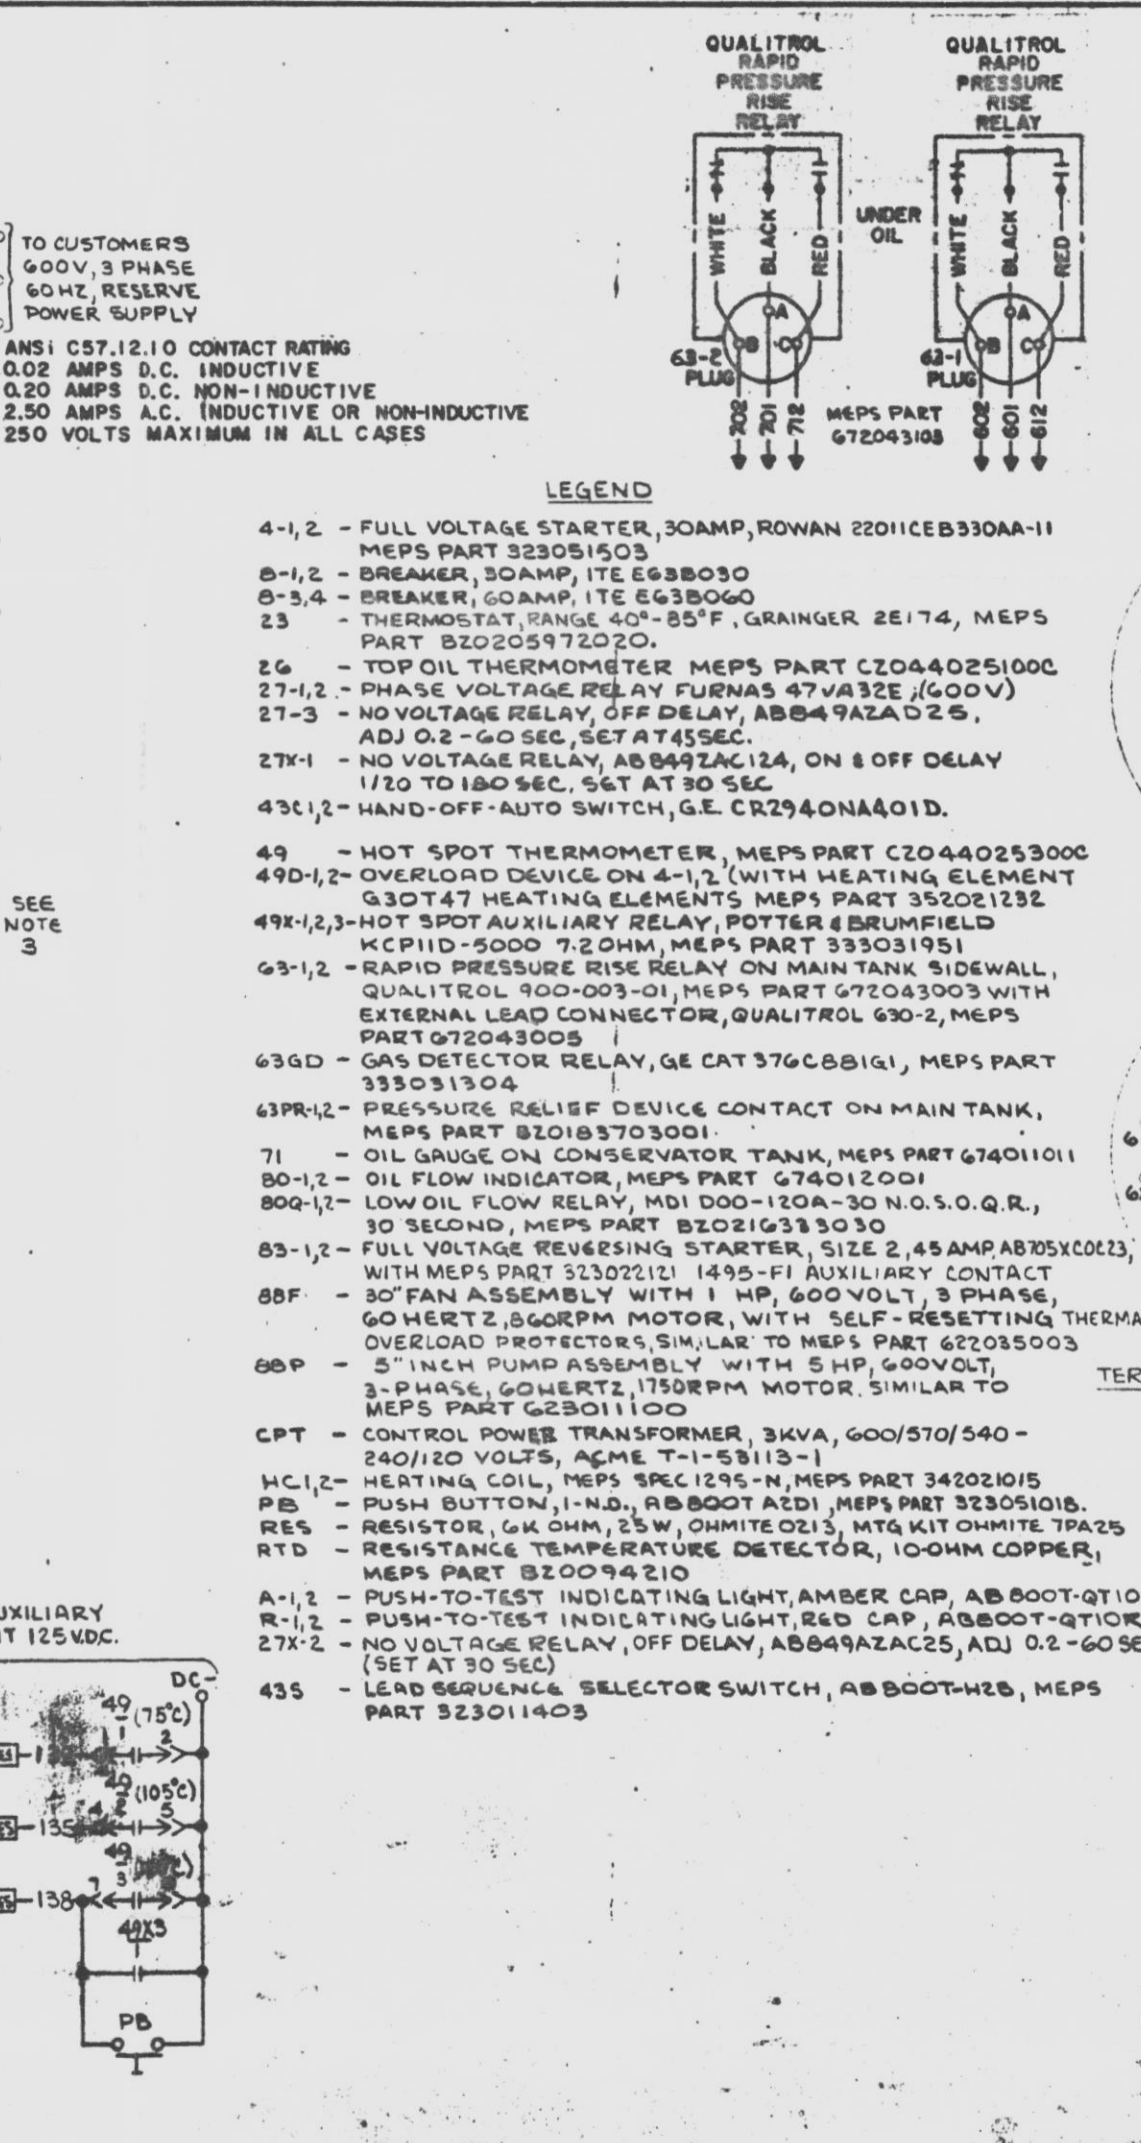 QUALITROL
RAPID
PRESSURE
RISE
RELAY
QUALITROL
RAPID
PRESSURE
RISE
RELAY
WHITE
BLACK
RED
UNDER
OIL
WHITE
BLACK
RED
A
B
C
A
B
C
63-2
PLUG
63-1
PLUG
702
701
712
MEPS PART
672043103
602
601
612
TO CUSTOMERS
600V, 3 PHASE
60 HZ, RESERVE
POWER SUPPLY
ANSI C57.12.10 CONTACT RATING
0.02 AMPS D.C. INDUCTIVE
0.20 AMPS D.C. NON-INDUCTIVE
2.50 AMPS A.C. INDUCTIVE OR NON-INDUCTIVE
250 VOLTS MAXIMUM IN ALL CASES
LEGEND
4-1,2 - FULL VOLTAGE STARTER, 30AMP, ROWAN 22011CEB330AA-11
MEPS PART 323051503
8-1,2 - BREAKER, 30AMP, ITE EG3B030
8-3,4 - BREAKER, 60AMP, ITE EG3B060
23 - THERMOSTAT, RANGE 40°-85°F, GRAINGER 2E174, MEPS
PART BZ0205972020.
26 - TOP OIL THERMOMETER MEPS PART CZ044025100C
27-1,2 - PHASE VOLTAGE RELAY FURNAS 47VA32E, (600V)
27-3 - NO VOLTAGE RELAY, OFF DELAY, AB849AZAD25,
ADJ 0.2-60 SEC, SET AT 45 SEC.
27X-1 - NO VOLTAGE RELAY, AB849ZAC124, ON & OFF DELAY
1/20 TO 180 SEC. SET AT 30 SEC
43C1,2 - HAND-OFF-AUTO SWITCH, G.E. CR2940NA401D.
49 - HOT SPOT THERMOMETER, MEPS PART CZ044025300C
49D-1,2 - OVERLOAD DEVICE ON 4-1,2 (WITH HEATING ELEMENT
G30T47 HEATING ELEMENTS MEPS PART 352021232
49X-1,2,3 - HOT SPOT AUXILIARY RELAY, POTTER & BRUMFIELD
KCP11D-5000 7.2 OHM, MEPS PART 333031951
63-1,2 - RAPID PRESSURE RISE RELAY ON MAIN TANK SIDEWALL,
QUALITROL 900-003-01, MEPS PART 672043003 WITH
EXTERNAL LEAD CONNECTOR, QUALITROL 630-2, MEPS
PART 672043005
63GD - GAS DETECTOR RELAY, GE CAT 376C881G1, MEPS PART
333031304
63PR-1,2 - PRESSURE RELIEF DEVICE CONTACT ON MAIN TANK,
MEPS PART BZ0183703001.
71 - OIL GAUGE ON CONSERVATOR TANK, MEPS PART 674011011
80-1,2 - OIL FLOW INDICATOR, MEPS PART 674012001
80Q-1,2 - LOW OIL FLOW RELAY, MDI DOO-120A-30 N.O.S.O.Q.R.,
30 SECOND, MEPS PART BZ0216333030
83-1,2 - FULL VOLTAGE REVERSING STARTER, SIZE 2, 45 AMP, AB705XCOC23,
WITH MEPS PART 323022121 1495-F1 AUXILIARY CONTACT
88F - 30" FAN ASSEMBLY WITH 1 HP, 600 VOLT, 3 PHASE,
60 HERTZ, 860RPM MOTOR, WITH SELF-RESETTING THERMA
OVERLOAD PROTECTORS, SIMILAR TO MEPS PART 622035003
88P - 5" INCH PUMP ASSEMBLY WITH 5 HP, 600VOLT,
3-PHASE, 60HERTZ, 1750RPM MOTOR. SIMILAR TO
MEPS PART 623011100
CPT - CONTROL POWER TRANSFORMER, 3KVA, 600/570/540-
240/120 VOLTS, ACME T-1-53113-1
HC1,2 - HEATING COIL, MEPS SPEC 1295-N, MEPS PART 342021015
PB - PUSH BUTTON, 1-N.O., AB800T A2D1, MEPS PART 323051018.
RES - RESISTOR, 6K OHM, 25W, OHMITE 0213, MTG KIT OHMITE 7PA25
RTD - RESISTANCE TEMPERATURE DETECTOR, 10-OHM COPPER,
MEPS PART BZ0094210
A-1,2 - PUSH-TO-TEST INDICATING LIGHT, AMBER CAP, AB800T-QT10
R-1,2 - PUSH-TO-TEST INDICATING LIGHT, RED CAP, AB800T-QT10R
27X-2 - NO VOLTAGE RELAY, OFF DELAY, AB849AZAC25, ADJ 0.2-60 SE
(SET AT 30 SEC)
43S - LEAD SEQUENCE SELECTOR SWITCH, AB800T-H2B, MEPS
PART 323011403
SEE
NOTE
3
TER
UXILIARY
T 125 V.D.C.
DC-
49
1
(75°C)
1
2
49
(105°C)
4
5
135
49
3
7
138
49X3
PB